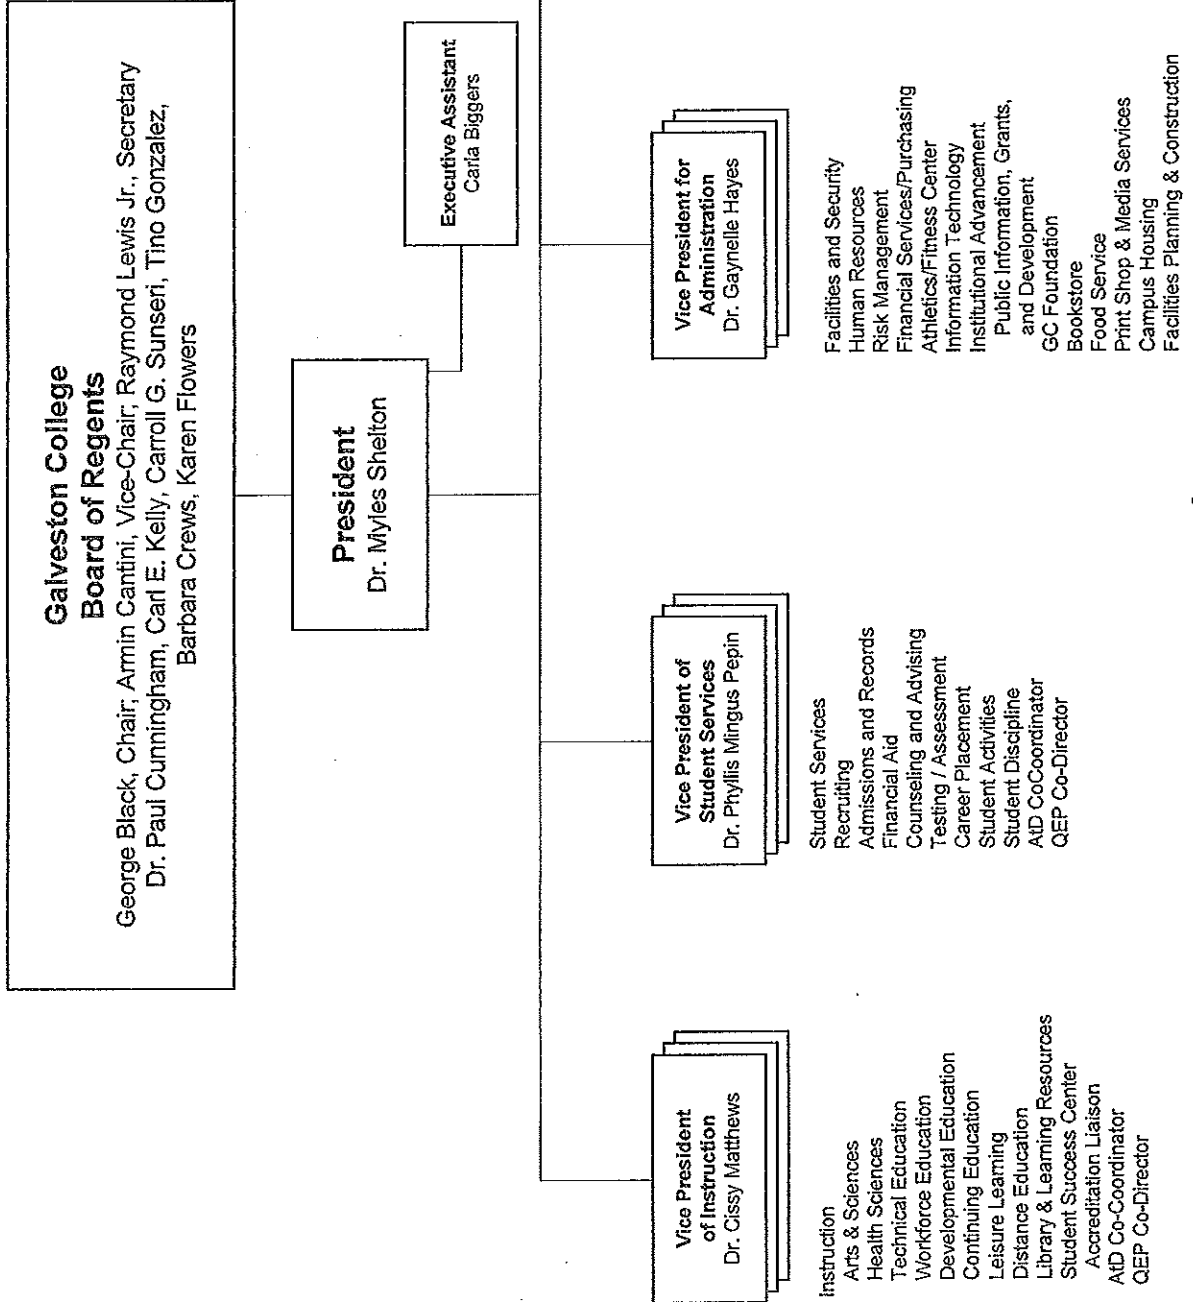 Galveston College
Board of Regents
George Black, Chair; Armin Cantini, Vice-Chair; Raymond Lewis Jr., Secretary
Dr. Paul Cunningham, Carl E. Kelly, Carroll G. Sunseri, Tino Gonzalez,
Barbara Crews, Karen Flowers
President
Dr. Myles Shelton
Executive Assistant
Carla Biggers
Vice President
of Instruction
Dr. Cissy Matthews
Instruction
Arts & Sciences
Health Sciences
Technical Education
Workforce Education
Developmental Education
Continuing Education
Leisure Learning
Distance Education
Library & Learning Resources
Student Success Center
Accreditation Liaison
AtD Co-Coordinator
QEP Co-Director
Vice President of
Student Services
Dr. Phyllis Mingus Pepin
Student Services
Recruiting
Admissions and Records
Financial Aid
Counseling and Advising
Testing / Assessment
Career Placement
Student Activities
Student Discipline
AtD CoCoordinator
QEP Co-Director
Vice President for
Administration
Dr. Gaynelle Hayes
Facilities and Security
Human Resources
Risk Management
Financial Services/Purchasing
Athletics/Fitness Center
Information Technology
Institutional Advancement
Public Information, Grants,
and Development
GC Foundation
Bookstore
Food Service
Print Shop & Media Services
Campus Housing
Facilities Planning & Construction